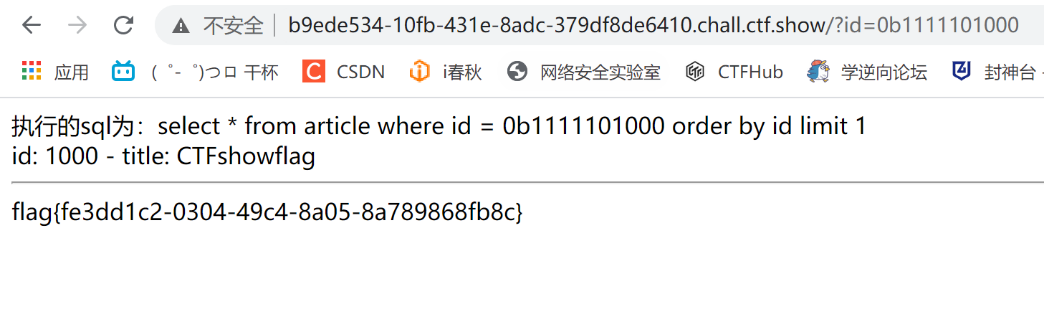 不安全 b9ede534-10fb-431e-8adc-379df8de6410.chall.ctf.show/?id=0b1111101000
应用 ( ゜- ゜)つロ 干杯 C CSDN i春秋 网络安全实验室 CTFHub 学逆向论坛 封神台 -
执行的sql为：select * from article where id = 0b1111101000 order by id limit 1
id: 1000 - title: CTFshowflag
flag{fe3dd1c2-0304-49c4-8a05-8a789868fb8c}